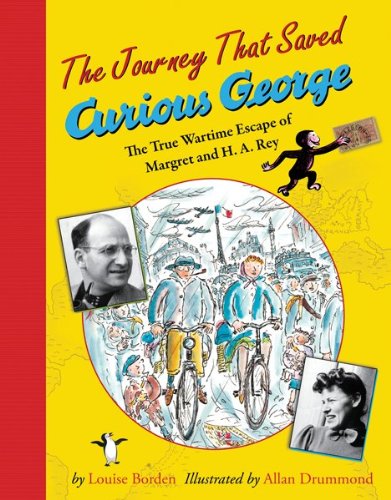 The Journey That Saved
Curious George
The True Wartime Escape of
Margret and H. A. Rey
by Louise Borden Illustrated by Allan Drummond